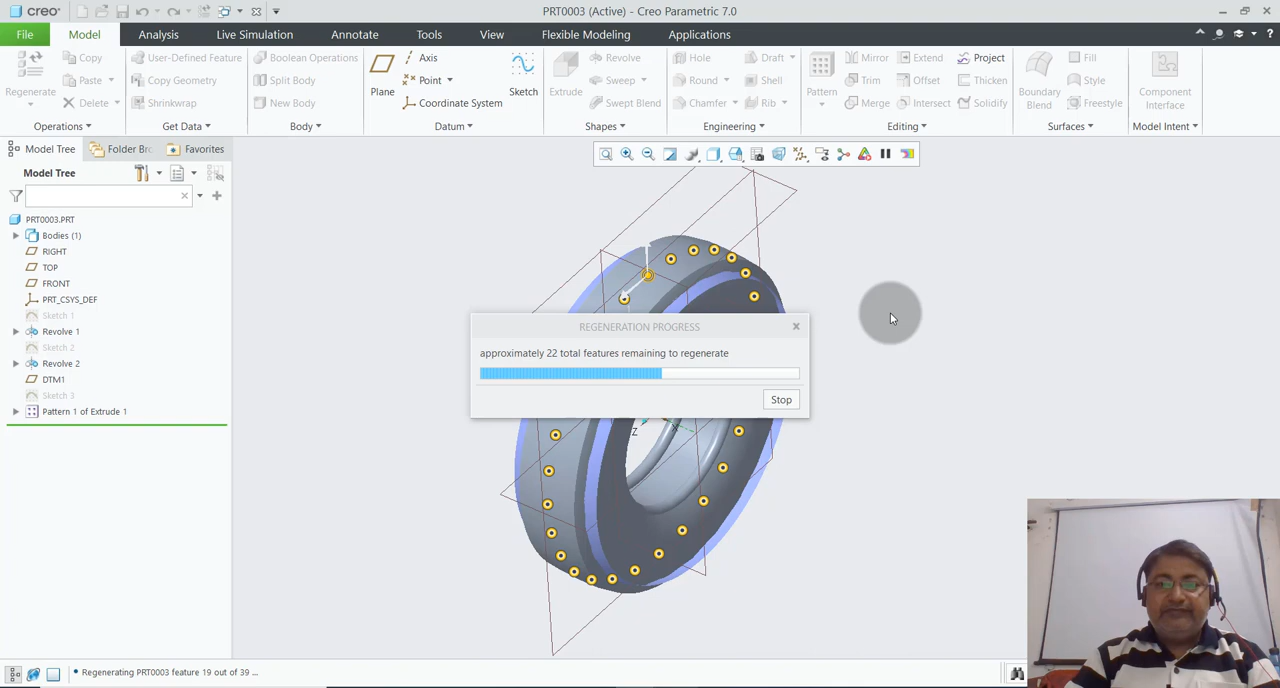 creo PRT0003 (Active) - Creo Parametric 7.0
File Model Analysis Live Simulation Annotate Tools View Flexible Modeling Applications
Regenerate Copy Paste Delete
User-Defined Feature Copy Geometry Shrinkwrap
Boolean Operations Split Body New Body
Plane Axis Point Coordinate System Sketch
Extrude Revolve Sweep Swept Blend
Hole Round Chamfer Draft Shell Rib
Pattern Mirror Trim Merge Extend Offset Intersect Project Thicken Solidify
Boundary Blend Fill Style Freestyle
Component Interface
Operations Get Data Body Datum Shapes Engineering Editing Surfaces Model Intent
Model Tree Folder Bro Favorites
Model Tree
PRT0003.PRT
Bodies (1)
RIGHT
TOP
FRONT
PRT_CSYS_DEF
Sketch 1
Revolve 1
Sketch 2
Revolve 2
DTM1
Sketch 3
Pattern 1 of Extrude 1
REGENERATION PROGRESS
approximately 22 total features remaining to regenerate
Stop
Z X
Regenerating PRT0003 feature 19 out of 39 ...